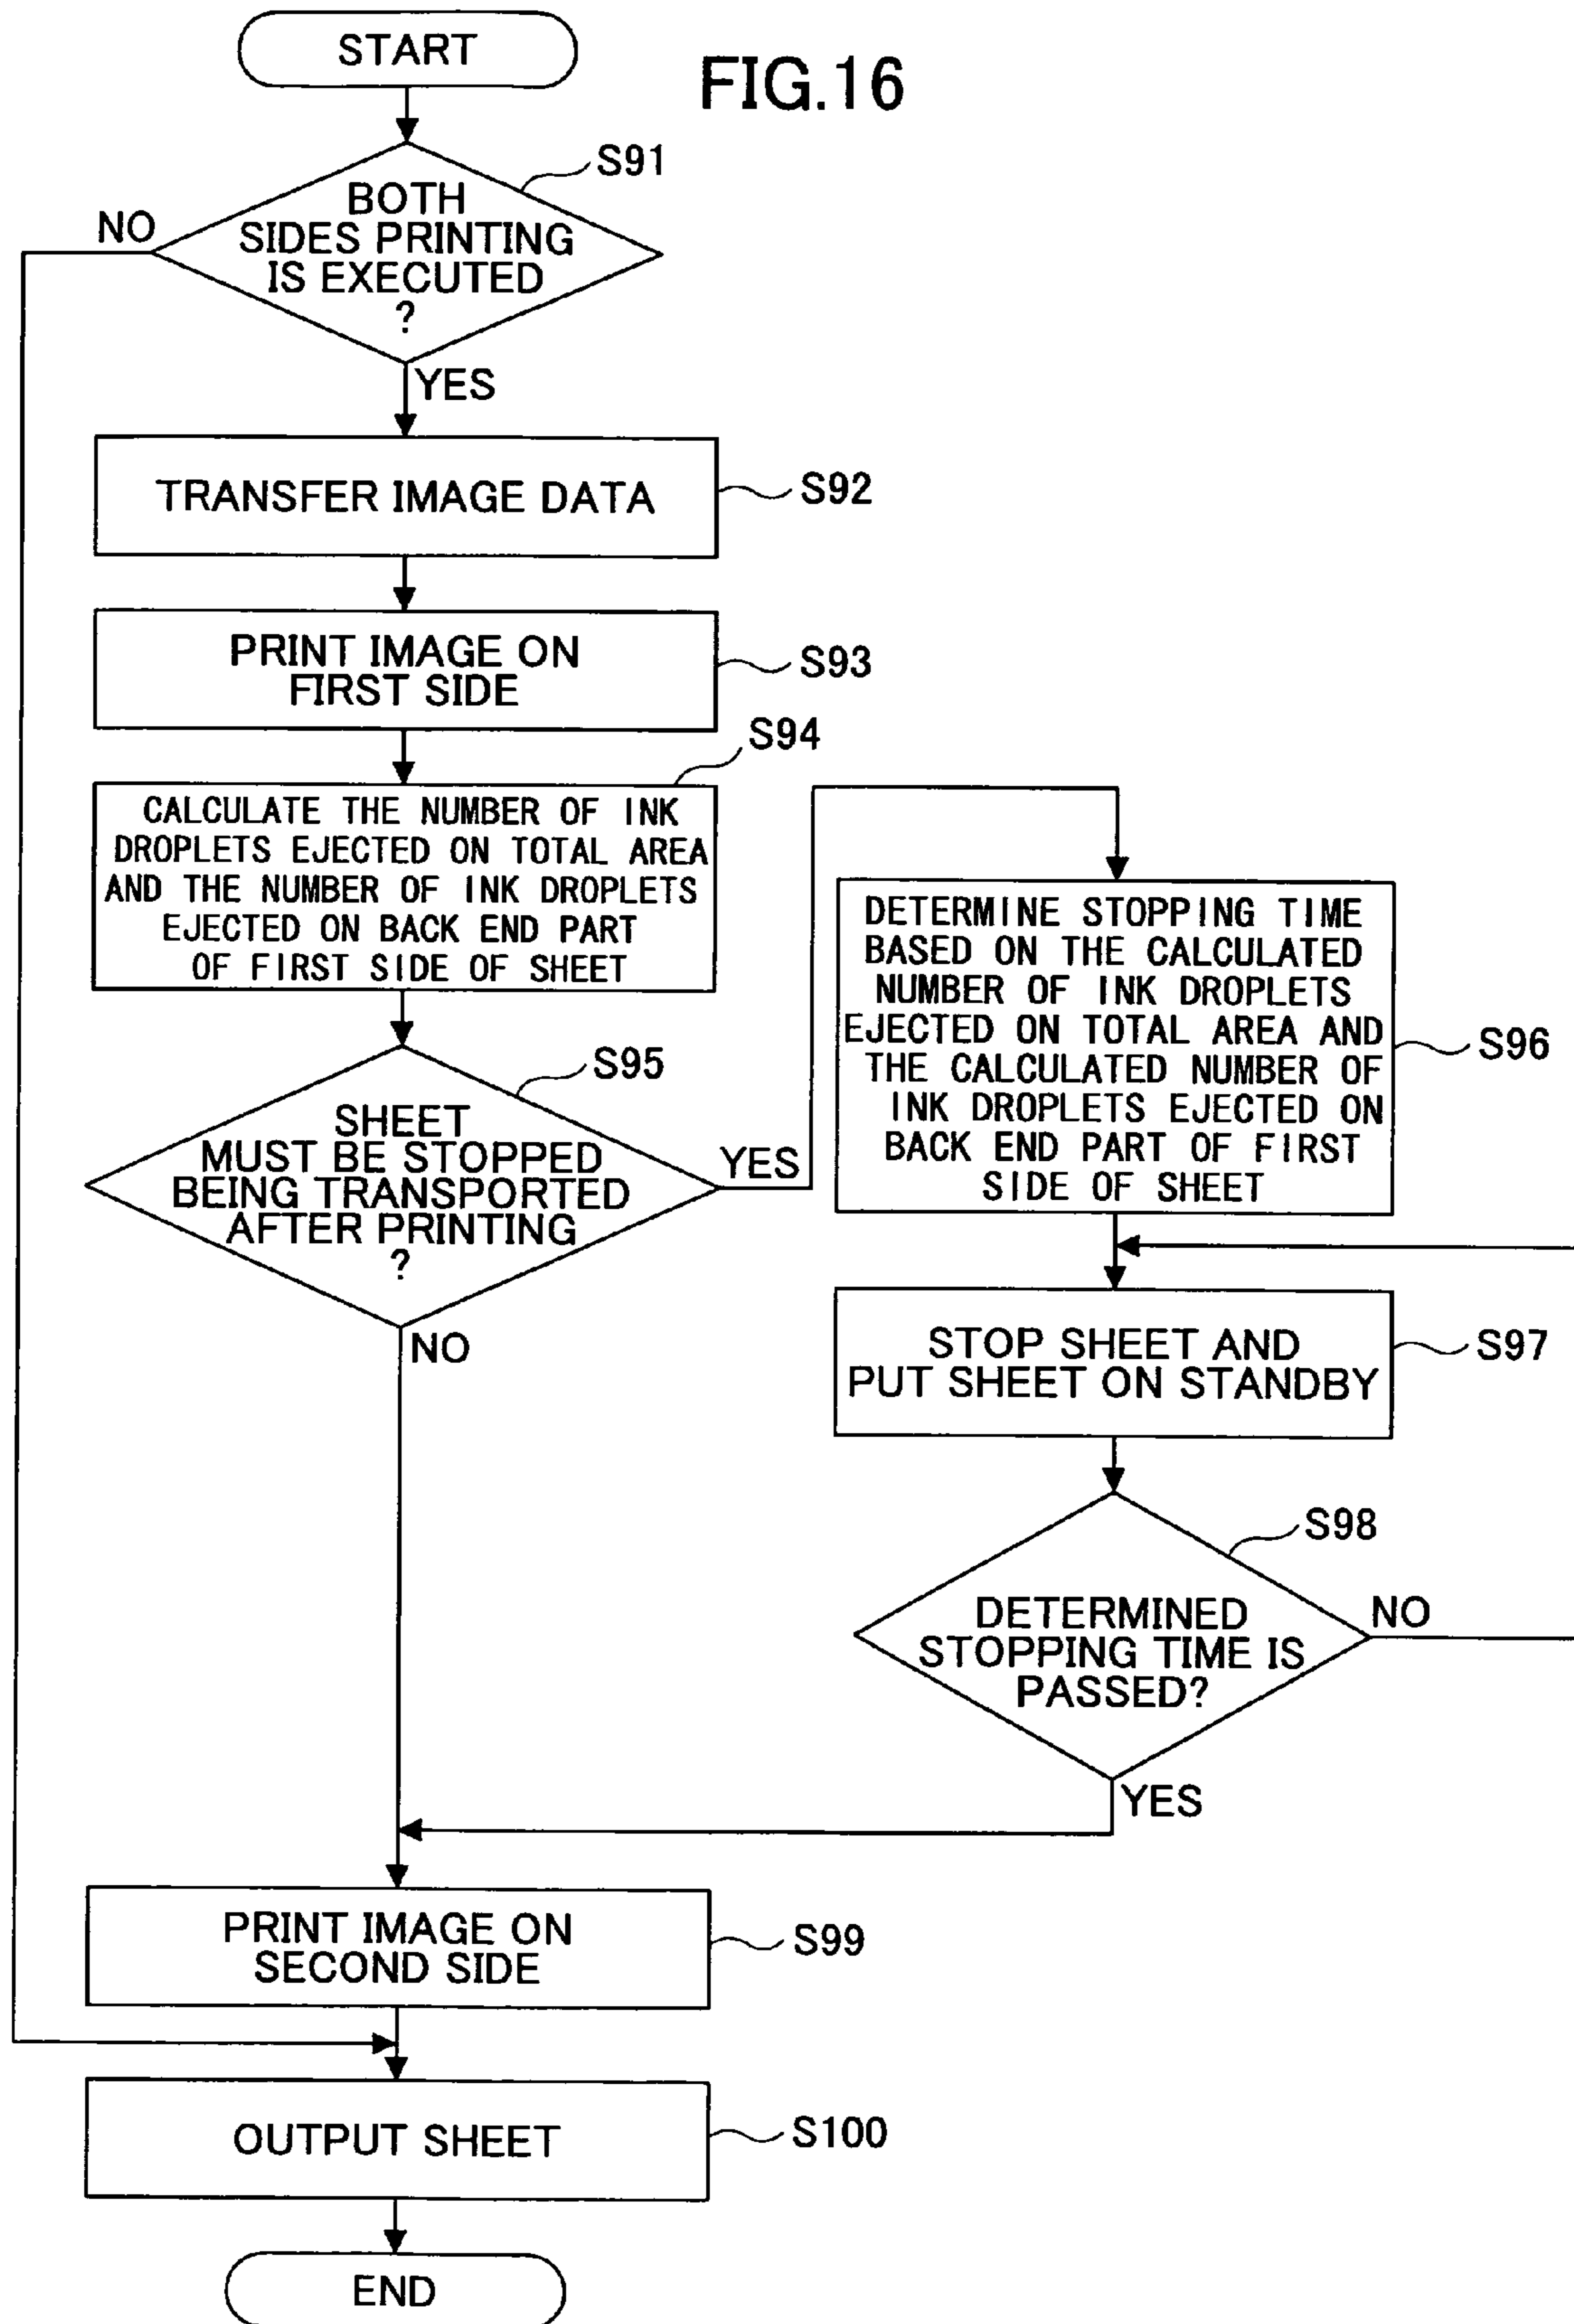 START
FIG.16
S91
BOTH
SIDES PRINTING
IS EXECUTED
?
NO
YES
TRANSFER IMAGE DATA
S92
PRINT IMAGE ON
FIRST SIDE
S93
S94
CALCULATE THE NUMBER OF INK
DROPLETS EJECTED ON TOTAL AREA
AND THE NUMBER OF INK DROPLETS
EJECTED ON BACK END PART
OF FIRST SIDE OF SHEET
S95
SHEET
MUST BE STOPPED
BEING TRANSPORTED
AFTER PRINTING
?
YES
NO
DETERMINE STOPPING TIME
BASED ON THE CALCULATED
NUMBER OF INK DROPLETS
EJECTED ON TOTAL AREA AND
THE CALCULATED NUMBER OF
INK DROPLETS EJECTED ON
BACK END PART OF FIRST
SIDE OF SHEET
S96
STOP SHEET AND
PUT SHEET ON STANDBY
S97
S98
DETERMINED
STOPPING TIME IS
PASSED?
NO
YES
PRINT IMAGE ON
SECOND SIDE
S99
OUTPUT SHEET
S100
END